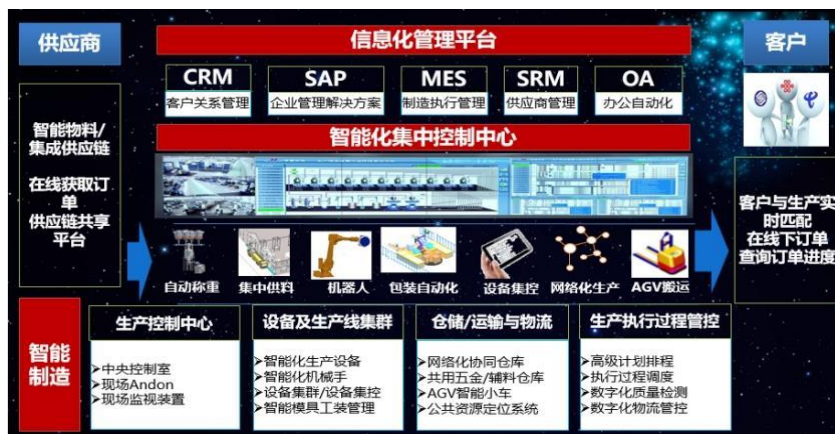 供应商
信息化管理平台
客户
CRM
客户关系管理
SAP
企业管理解决方案
MES
制造执行管理
SRM
供应商管理
OA
办公自动化
智能物料/
集成供应链
在线获取订
单
供应链共享
平台
智能化集中控制中心
客户与生产实
时匹配
在线下订单
查询订单进度
自动称重
集中供料
机器人
包装自动化
设备集控
网络化生产
AGV搬运
智能
制造
生产控制中心
➢中央控制室
➢现场Andon
➢现场监视装置
设备及生产线集群
➢智能化生产设备
➢智能化机械手
➢设备集群/设备集控
➢智能模具工装管理
仓储/运输与物流
➢网络化协同仓库
➢共用五金/辅料仓库
➢AGV智能小车
➢公共资源定位系统
生产执行过程管控
➢高级计划排程
➢执行过程调度
➢数字化质量检测
➢数字化物流管控